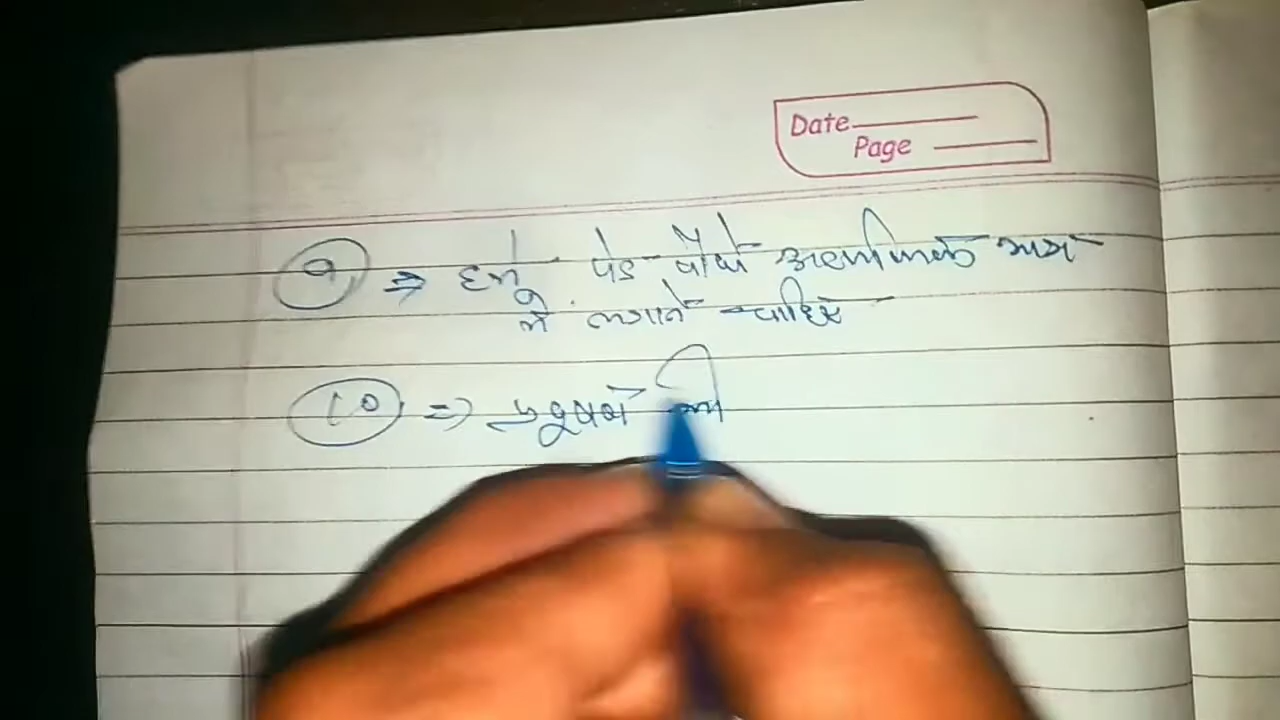 Date
Page
9 ⇒ हमें पेड़ पौधे अत्यधिक मात्रा
में लगाने चाहिए
10 ⇒ प्रदूषण की